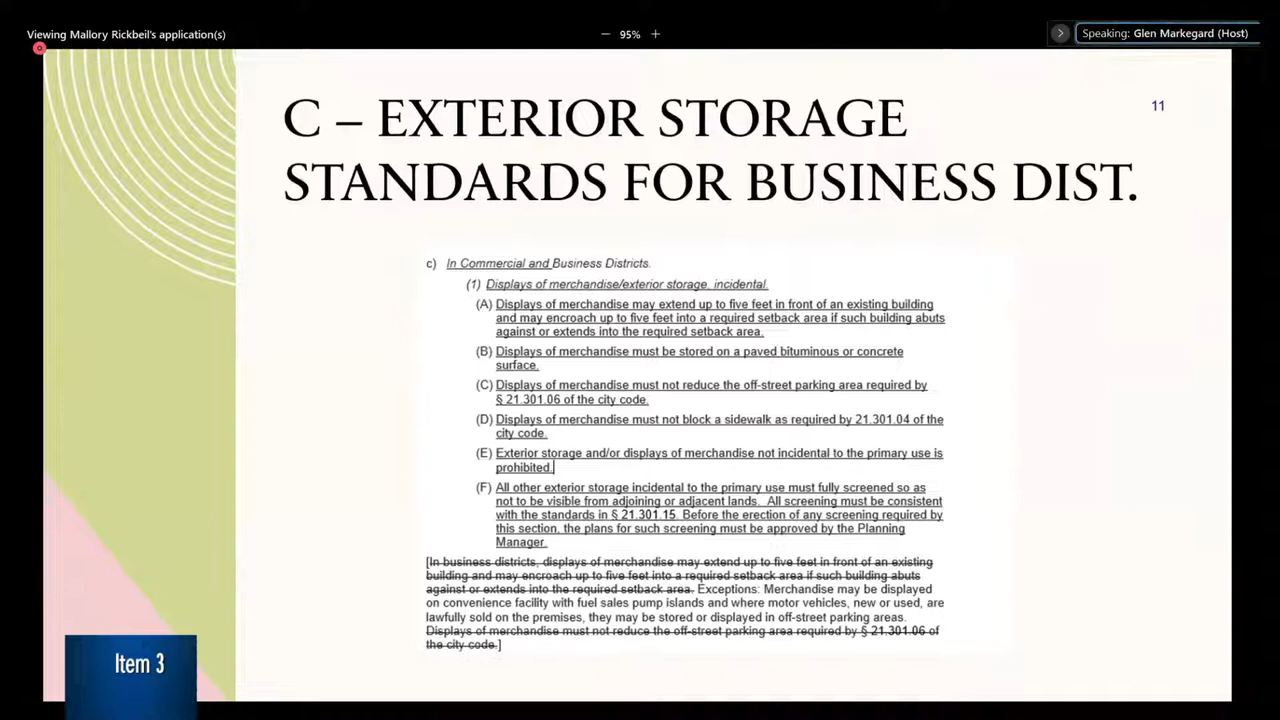 Viewing Mallory Rickbeil's application(s)
− 95% +
Speaking: Glen Markegard (Host)
C – EXTERIOR STORAGE
STANDARDS FOR BUSINESS DIST.
11
c) In Commercial and Business Districts.
(1) Displays of merchandise/exterior storage, incidental.
(A) Displays of merchandise may extend up to five feet in front of an existing building
and may encroach up to five feet into a required setback area if such building abuts
against or extends into the required setback area.
(B) Displays of merchandise must be stored on a paved bituminous or concrete
surface.
(C) Displays of merchandise must not reduce the off-street parking area required by
§ 21.301.06 of the city code.
(D) Displays of merchandise must not block a sidewalk as required by 21.301.04 of the
city code.
(E) Exterior storage and/or displays of merchandise not incidental to the primary use is
prohibited.
(F) All other exterior storage incidental to the primary use must fully screened so as
not to be visible from adjoining or adjacent lands. All screening must be consistent
with the standards in § 21.301.15. Before the erection of any screening required by
this section, the plans for such screening must be approved by the Planning
Manager.
[In business districts, displays of merchandise may extend up to five feet in front of an existing
building and may encroach up to five feet into a required setback area if such building abuts
against or extends into the required setback area. Exceptions: Merchandise may be displayed
on convenience facility with fuel sales pump islands and where motor vehicles, new or used, are
lawfully sold on the premises, they may be stored or displayed in off-street parking areas.
Displays of merchandise must not reduce the off-street parking area required by § 21.301.06 of
the city code.]
Item 3